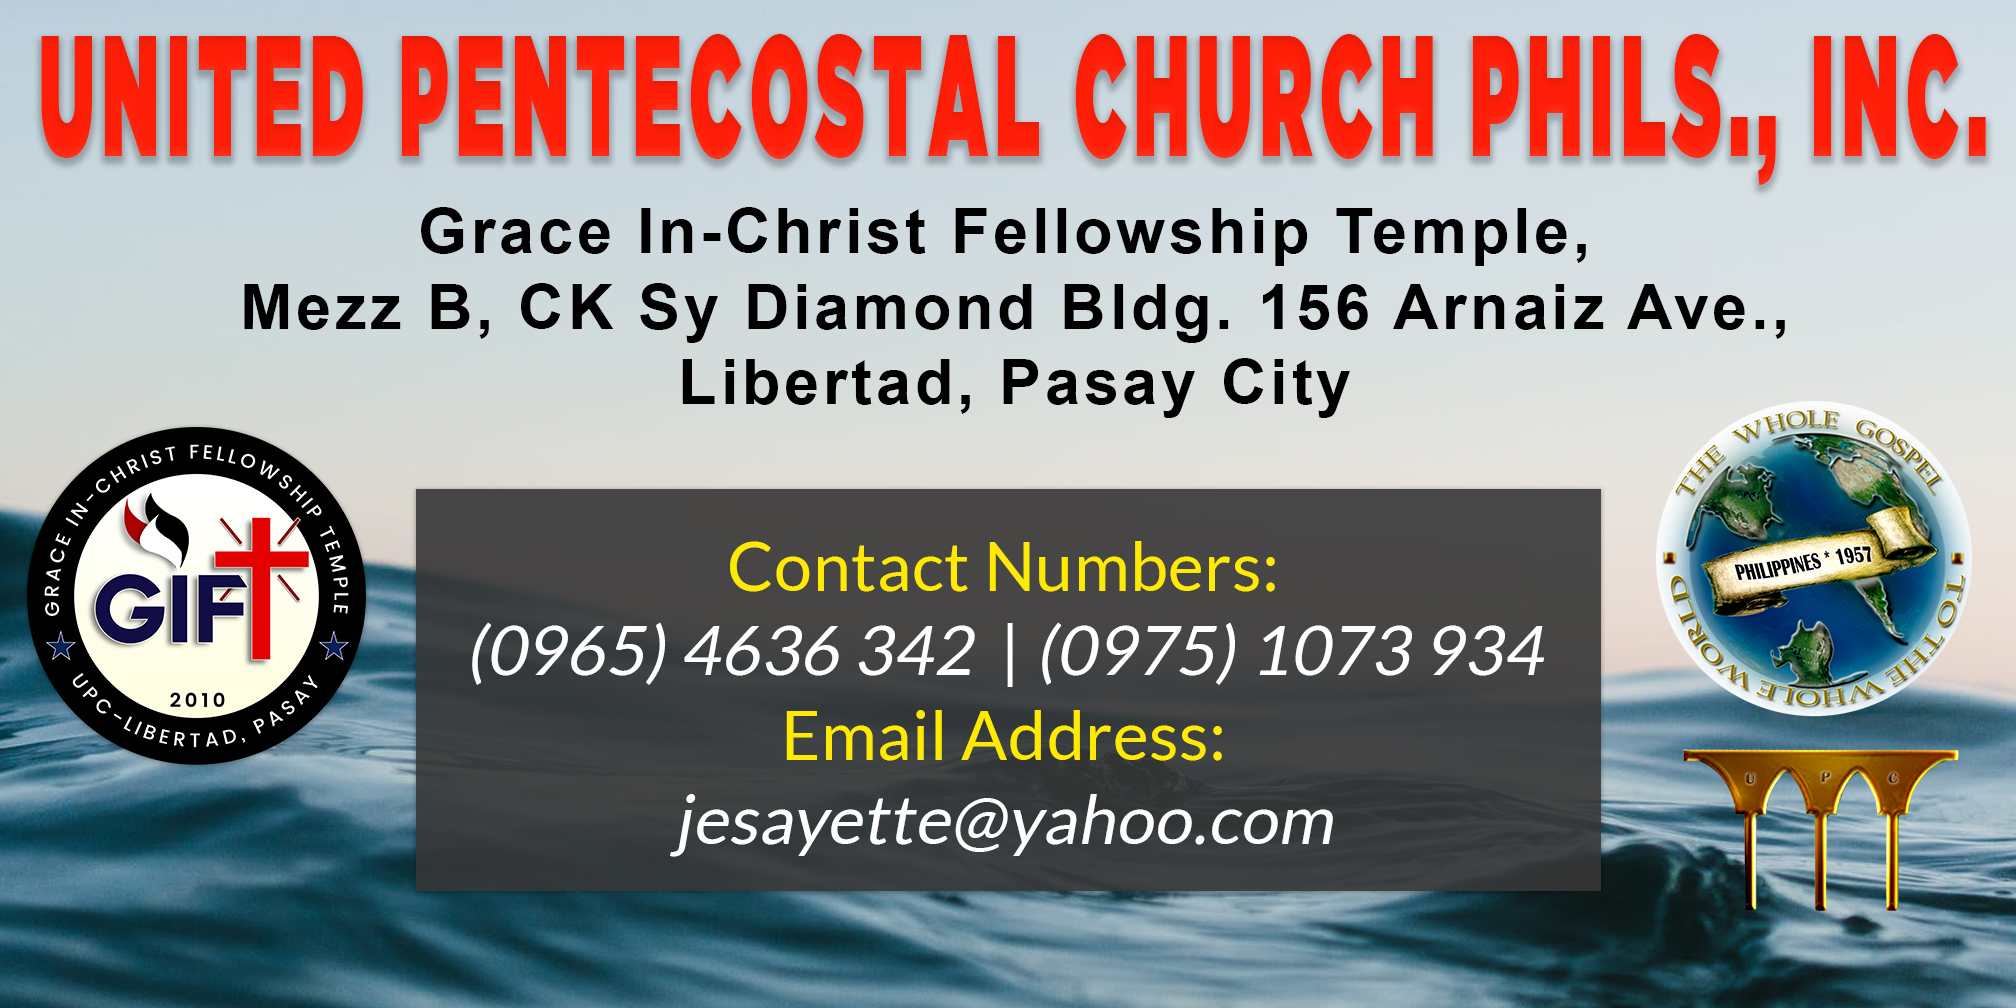 UNITED PENTECOSTAL CHURCH PHILS., INC.
Grace In-Christ Fellowship Temple,
Mezz B, CK Sy Diamond Bldg. 156 Arnaiz Ave.,
Libertad, Pasay City
GRACE IN-CHRIST FELLOWSHIP TEMPLE
GIFT
2010
UPC-LIBERTAD, PASAY
Contact Numbers:
(0965) 4636 342 | (0975) 1073 934
Email Address:
jesayette@yahoo.com
THE WHOLE GOSPEL
PHILIPPINES * 1957
TO THE WHOLE WORLD
U P C